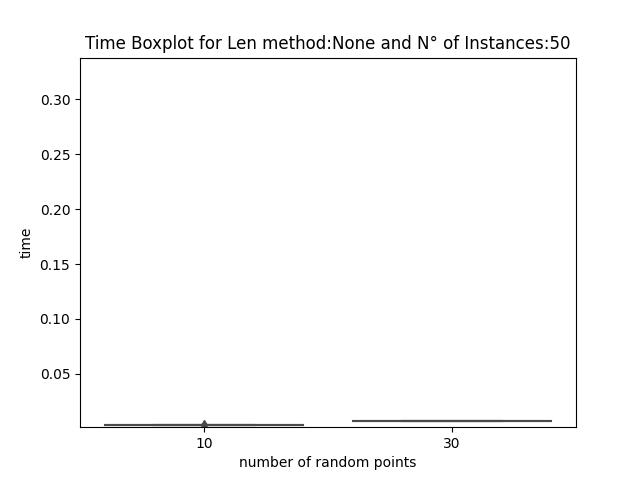 Time Boxplot for Len method:None and N° of Instances:50
0.30
0.25
0.20
0.15
0.10
0.05
time
10 30
number of random points